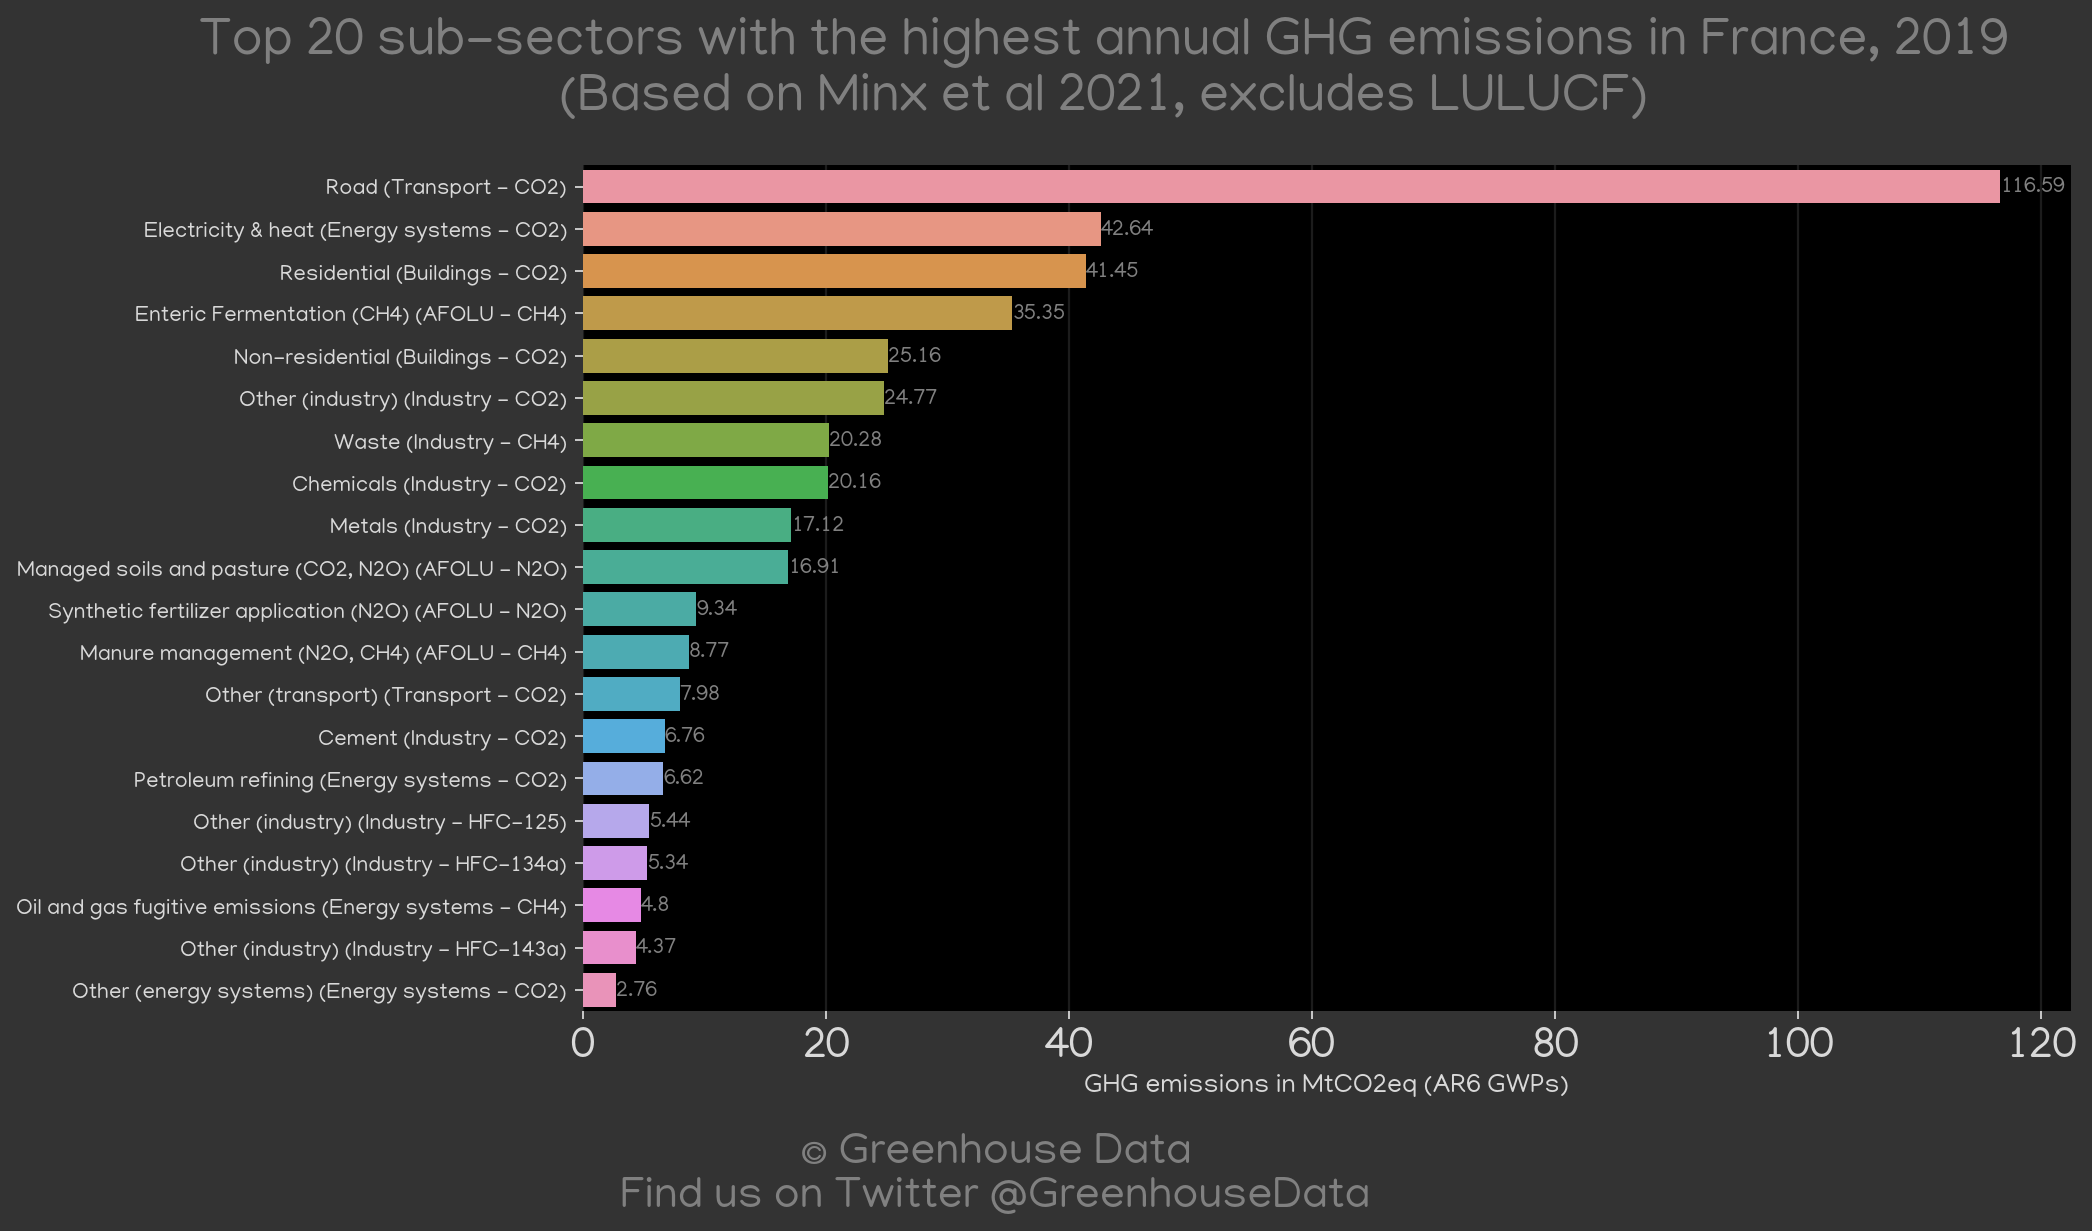 Top 20 sub-sectors with the highest annual GHG emissions in France, 2019
(Based on Minx et al 2021, excludes LULUCF)
Road (Transport - CO2) 116.59
Electricity & heat (Energy systems - CO2) 42.64
Residential (Buildings - CO2) 41.45
Enteric Fermentation (CH4) (AFOLU - CH4) 35.35
Non-residential (Buildings - CO2) 25.16
Other (industry) (Industry - CO2) 24.77
Waste (Industry - CH4) 20.28
Chemicals (Industry - CO2) 20.16
Metals (Industry - CO2) 17.12
Managed soils and pasture (CO2, N2O) (AFOLU - N2O) 16.91
Synthetic fertilizer application (N2O) (AFOLU - N2O) 9.34
Manure management (N2O, CH4) (AFOLU - CH4) 8.77
Other (transport) (Transport - CO2) 7.98
Cement (Industry - CO2) 6.76
Petroleum refining (Energy systems - CO2) 6.62
Other (industry) (Industry - HFC-125) 5.44
Other (industry) (Industry - HFC-134a) 5.34
Oil and gas fugitive emissions (Energy systems - CH4) 4.8
Other (industry) (Industry - HFC-143a) 4.37
Other (energy systems) (Energy systems - CO2) 2.76
0 20 40 60 80 100 120
GHG emissions in MtCO2eq (AR6 GWPs)
© Greenhouse Data
Find us on Twitter @GreenhouseData